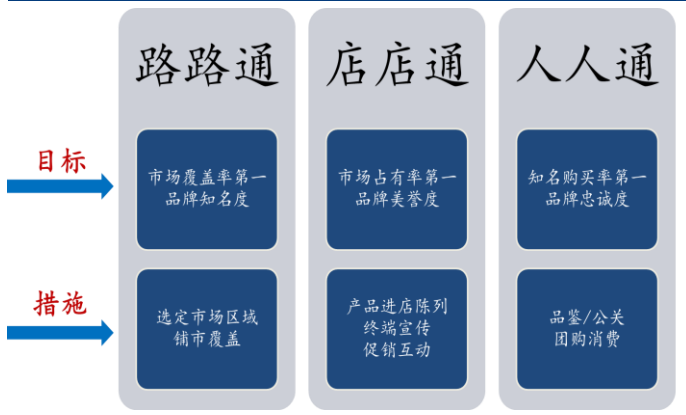 路路通
店店通
人人通
目标
市场覆盖率第一
品牌知名度
市场占有率第一
品牌美誉度
知名购买率第一
品牌忠诚度
措施
选定市场区域
铺市覆盖
产品进店陈列
终端宣传
促销互动
品鉴/公关
团购消费